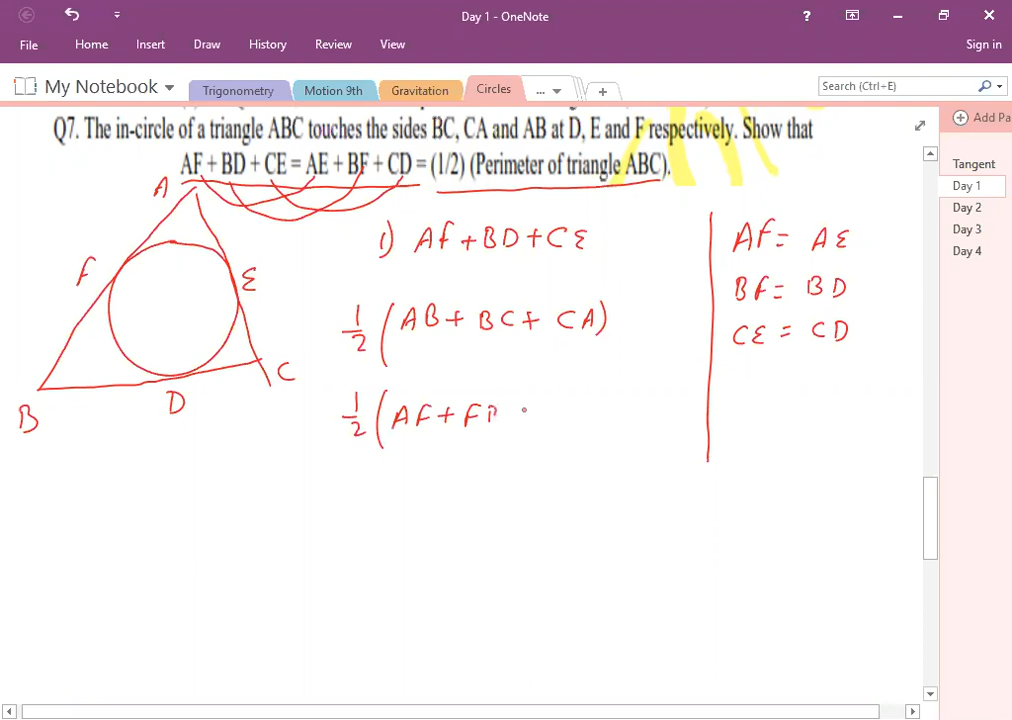 Day 1 - OneNote
?
File Home Insert Draw History Review View Sign in
My Notebook Trigonometry Motion 9th Gravitation Circles ... Search (Ctrl+E)
Add Pa
Tangent
Day 1
Day 2
Day 3
Day 4
Q7. The in-circle of a triangle ABC touches the sides BC, CA and AB at D, E and F respectively. Show that
AF + BD + CE = AE + BF + CD = (1/2) (Perimeter of triangle ABC).
A
F
E
C
D
B
1) AF + BD + CE
1/2 (AB + BC + CA)
1/2 (AF + F
AF = AE
BF = BD
CE = CD